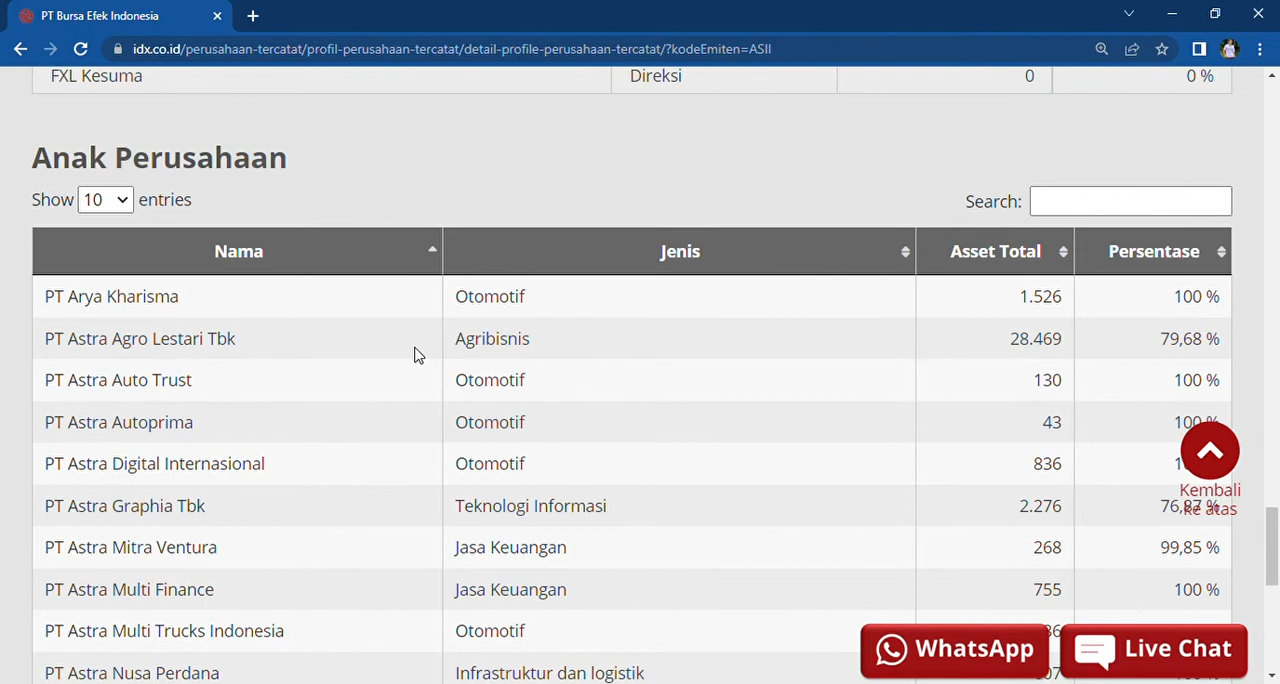 PT Bursa Efek Indonesia
idx.co.id/perusahaan-tercatat/profil-perusahaan-tercatat/detail-profile-perusahaan-tercatat/?kodeEmiten=ASII
FXL Kesuma Direksi 0 0 %
Anak Perusahaan
Show 10 entries Search:
Nama Jenis Asset Total Persentase
PT Arya Kharisma Otomotif 1.526 100 %
PT Astra Agro Lestari Tbk Agribisnis 28.469 79,68 %
PT Astra Auto Trust Otomotif 130 100 %
PT Astra Autoprima Otomotif 43 100 %
PT Astra Digital Internasional Otomotif 836
PT Astra Graphia Tbk Teknologi Informasi 2.276 76,87 %
Kembali
ke atas
PT Astra Mitra Ventura Jasa Keuangan 268 99,85 %
PT Astra Multi Finance Jasa Keuangan 755 100 %
PT Astra Multi Trucks Indonesia Otomotif
PT Astra Nusa Perdana Infrastruktur dan logistik
WhatsApp
Live Chat